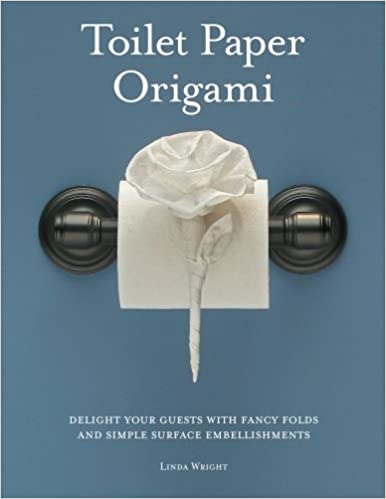 Toilet Paper
Origami
DELIGHT YOUR GUESTS WITH FANCY FOLDS
AND SIMPLE SURFACE EMBELLISHMENTS
LINDA WRIGHT